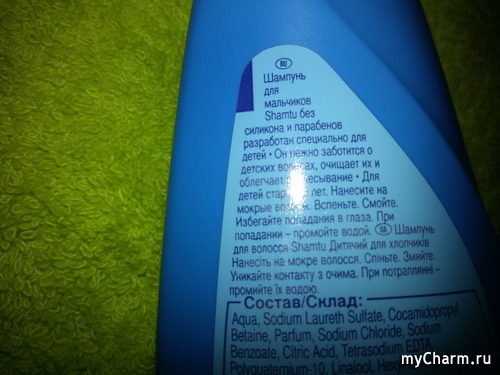 RU
Шампунь
для
мальчиков
Shamtu без
силикона и парабенов
разработан специально для
детей • Он нежно заботится о
детских волосах, очищает их и
облегчает • Для
детей лет. Нанесите на
мокрые волосы. Вспеньте. Смойте.
Избегайте попадания в глаза. При
попадании – промойте водой. UA Шампунь
для волосся Shamtu Дитячий для хлопчиків
Нанесіть на мокре волосся. Спіньте. Змийте.
Уникайте контакту з очима. При потраплянні –
промийте їх водою.
Состав/Склад:
Aqua, Sodium Laureth Sulfate, Cocamidopropyl
Betaine, Parfum, Sodium Chloride, Sodium
Benzoate, Citric Acid, Tetrasodium EDTA,
Polyquaternium-10, Linalool,
myCharm.ru